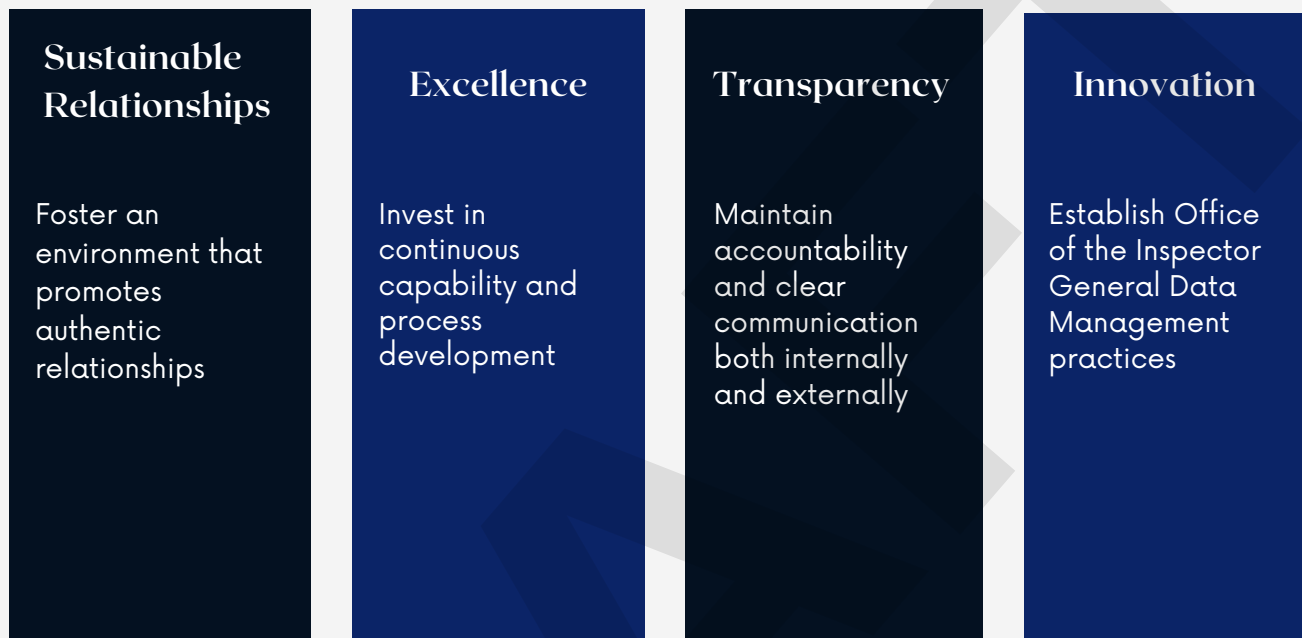 Sustainable
Relationships
Foster an
environment that
promotes
authentic
relationships
Excellence
Invest in
continuous
capability and
process
development
Transparency
Maintain
accountability
and clear
communication
both internally
and externally
Innovation
Establish Office
of the Inspector
General Data
Management
practices